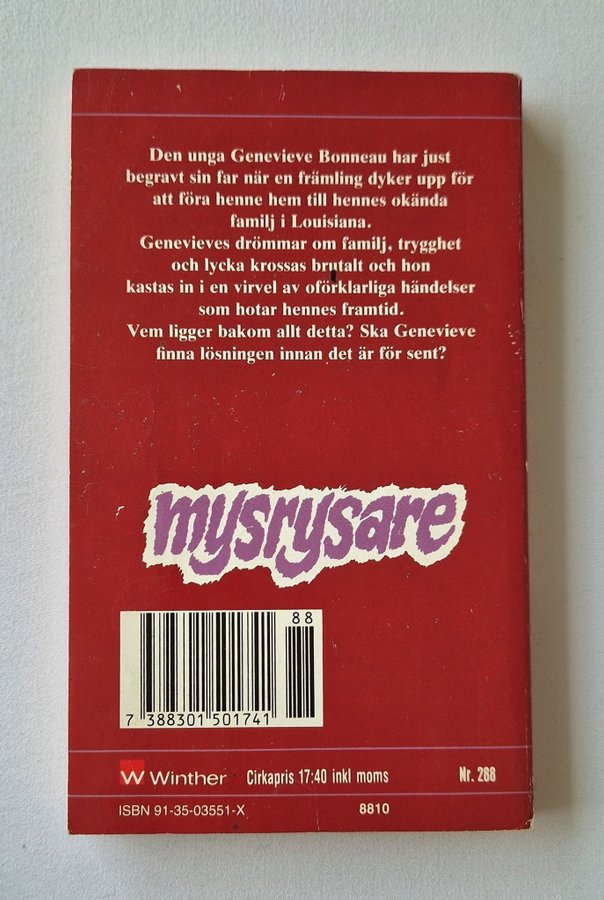 Den unga Genevieve Bonneau har just
begravt sin far när en främling dyker upp för
att föra henne hem till hennes okända
familj i Louisiana.
Genevieves drömmar om familj, trygghet
och lycka krossas brutalt och hon
kastas in i en virvel av oförklarliga händelser
som hotar hennes framtid.
Vem ligger bakom allt detta? Ska Genevieve
finna lösningen innan det är för sent?
mysrysare
88
7 388301 501741
W Winther Cirkapris 17:40 inkl moms Nr. 288
ISBN 91-35-03551-X 8810